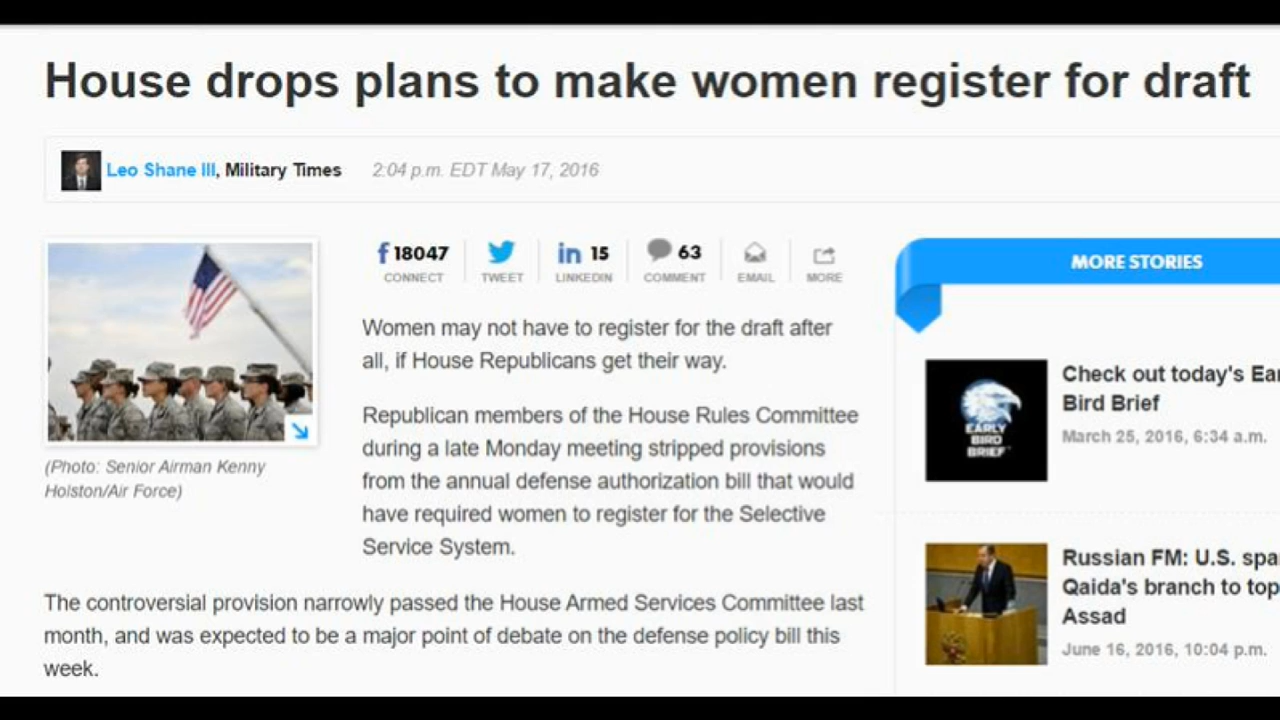 House drops plans to make women register for draft
Leo Shane III, Military Times 2:04 p.m. EDT May 17, 2016
(Photo: Senior Airman Kenny
Holston/Air Force)
18047
CONNECT
TWEET
in 15
LINKEDIN
63
COMMENT
EMAIL
MORE
Women may not have to register for the draft after
all, if House Republicans get their way.
Republican members of the House Rules Committee
during a late Monday meeting stripped provisions
from the annual defense authorization bill that would
have required women to register for the Selective
Service System.
The controversial provision narrowly passed the House Armed Services Committee last
month, and was expected to be a major point of debate on the defense policy bill this
week.
MORE STORIES
EARLY
BIRD
BRIEF
Check out today's Ear
Bird Brief
March 25, 2016, 6:34 a.m.
Russian FM: U.S. spa
Qaida's branch to top
Assad
June 16, 2016, 10:04 p.m.